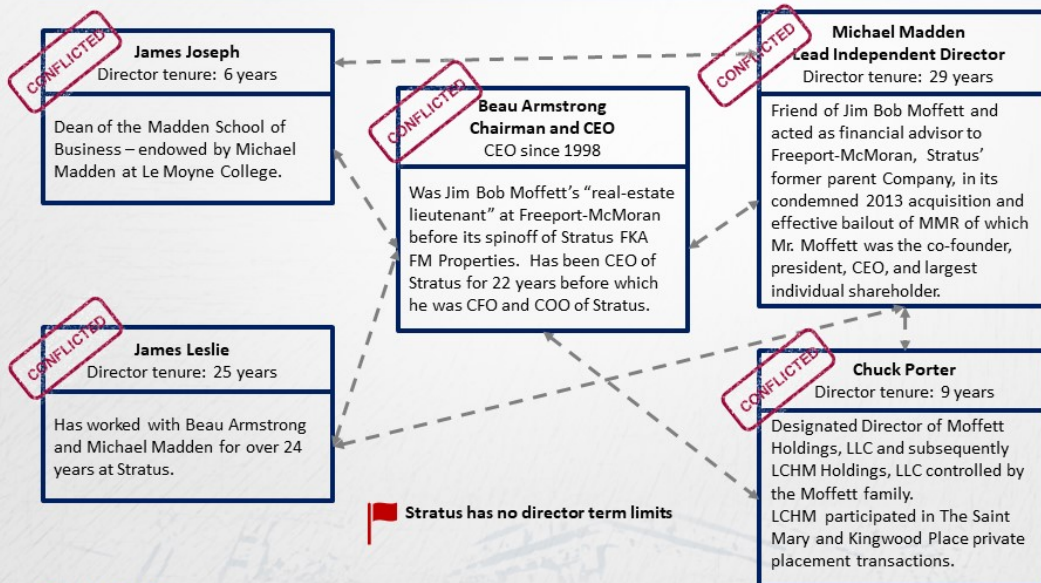 CONFLICTED
James Joseph
Director tenure: 6 years
Dean of the Madden School of
Business – endowed by Michael
Madden at Le Moyne College.
CONFLICTED
Beau Armstrong
Chairman and CEO
CEO since 1998
Was Jim Bob Moffett's "real-estate
lieutenant" at Freeport-McMoran
before its spinoff of Stratus FKA
FM Properties. Has been CEO of
Stratus for 22 years before which
he was CFO and COO of Stratus.
CONFLICTED
Michael Madden
Lead Independent Director
Director tenure: 29 years
Friend of Jim Bob Moffett and
acted as financial advisor to
Freeport-McMoran, Stratus'
former parent Company, in its
condemned 2013 acquisition and
effective bailout of MMR of which
Mr. Moffett was the co-founder,
president, CEO, and largest
individual shareholder.
CONFLICTED
James Leslie
Director tenure: 25 years
Has worked with Beau Armstrong
and Michael Madden for over 24
years at Stratus.
CONFLICTED
Chuck Porter
Director tenure: 9 years
Designated Director of Moffett
Holdings, LLC and subsequently
LCHM Holdings, LLC controlled by
the Moffett family.
LCHM participated in The Saint
Mary and Kingwood Place private
placement transactions.
Stratus has no director term limits